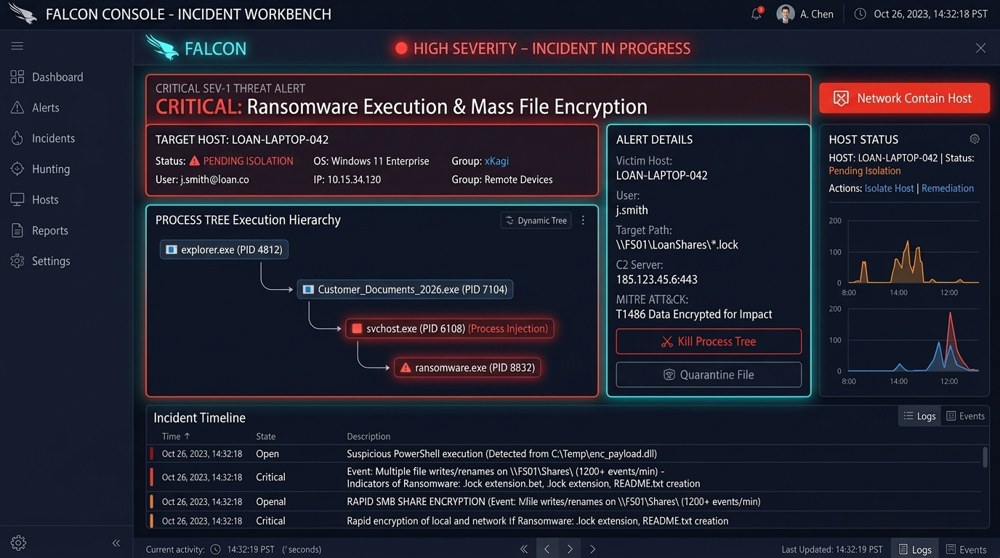 FALCON CONSOLE - INCIDENT WORKBENCH
A. Chen
Oct 26, 2023, 14:32:18 PST
FALCON
HIGH SEVERITY – INCIDENT IN PROGRESS
Dashboard
Alerts
Incidents
Hunting
Hosts
Reports
Settings
CRITICAL SEV-1 THREAT ALERT
CRITICAL: Ransomware Execution & Mass File Encryption
TARGET HOST: LOAN-LAPTOP-042
Status: PENDING ISOLATION
OS: Windows 11 Enterprise
Group: xKagi
User: j.smith@loan.co
IP: 10.15.34.120
Group: Remote Devices
PROCESS TREE Execution Hierarchy
Dynamic Tree
explorer.exe (PID 4812)
Customer_Documents_2026.exe (PID 7104)
svchost.exe (PID 6108) (Process Injection)
ransomware.exe (PID 8832)
ALERT DETAILS
Victim Host:
LOAN-LAPTOP-042
User:
j.smith
Target Path:
\\FS01\LoanShares\*.lock
C2 Server:
185.123.45.6:443
MITRE ATT&CK:
T1486 Data Encrypted for Impact
Kill Process Tree
Quarantine File
Network Contain Host
HOST STATUS
HOST: LOAN-LAPTOP-042 | Status:
Pending Isolation
Actions: Isolate Host | Remediation
200
100
0
8:00 14:00 12:00
200
100
0
8:00 14:00 12:00
Incident Timeline
Logs
Events
Time ↑ State Description
Oct 26, 2023, 14:32:18 Open Suspicious PowerShell execution (Detected from C:\Temp\enc_payload.dll)
Oct 26, 2023, 14:32:18 Critical Event: Multiple file writes/renames on \\FS01\Shares\ (1200+ events/min) -
Indicators of Ransomware: .lock extension.bet, .lock extension, README.txt creation
Oct 26, 2023, 14:32:18 Openal RAPID SMB SHARE ENCRYPTION (Event: file writes/renames on \\FS01\Shares\ (1200+ events/min)
Oct 26, 2023, 14:32:18 Critical Rapid encryption of local and network If Ransomware: .lock extension, README.txt creation
Current activity: 14:32:19 PST (' seconds)
Last Updated: 14:32:19 PST
Logs
Events